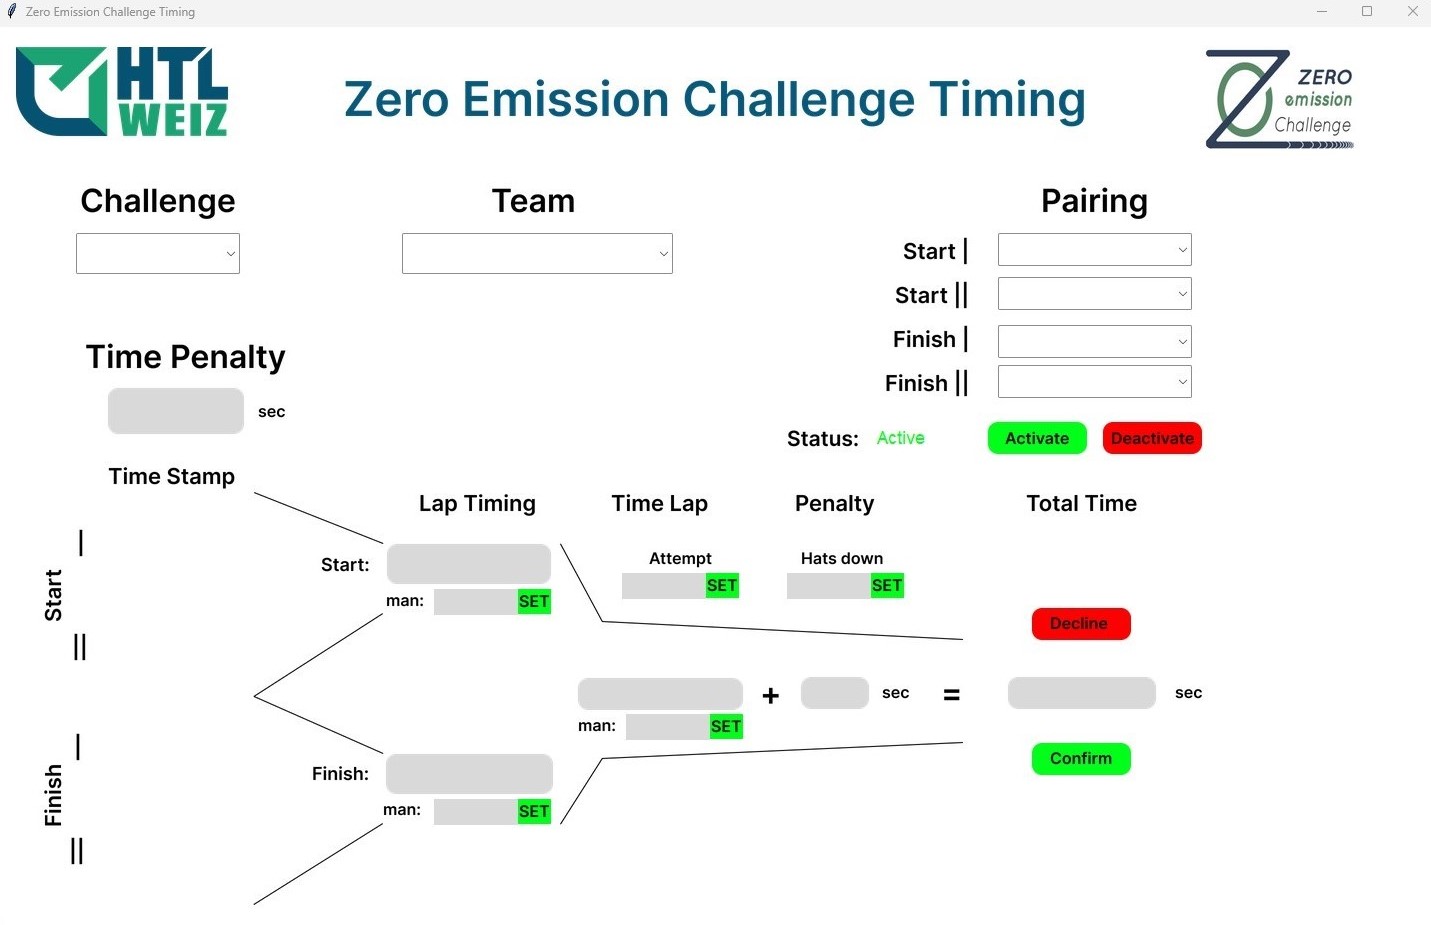 Zero Emission Challenge Timing
HTL
WEIZ
Zero Emission Challenge Timing
ZERO
emission
Challenge
Challenge
Team
Pairing
Start |
Start ||
Finish |
Finish ||
Time Penalty
sec
Status: Active
Activate
Deactivate
Time Stamp
Lap Timing
Time Lap
Penalty
Total Time
|
Start
||
Start:
man:
SET
Attempt
SET
Hats down
SET
Decline
+
sec
=
sec
man:
SET
Confirm
|
Finish
||
Finish:
man:
SET